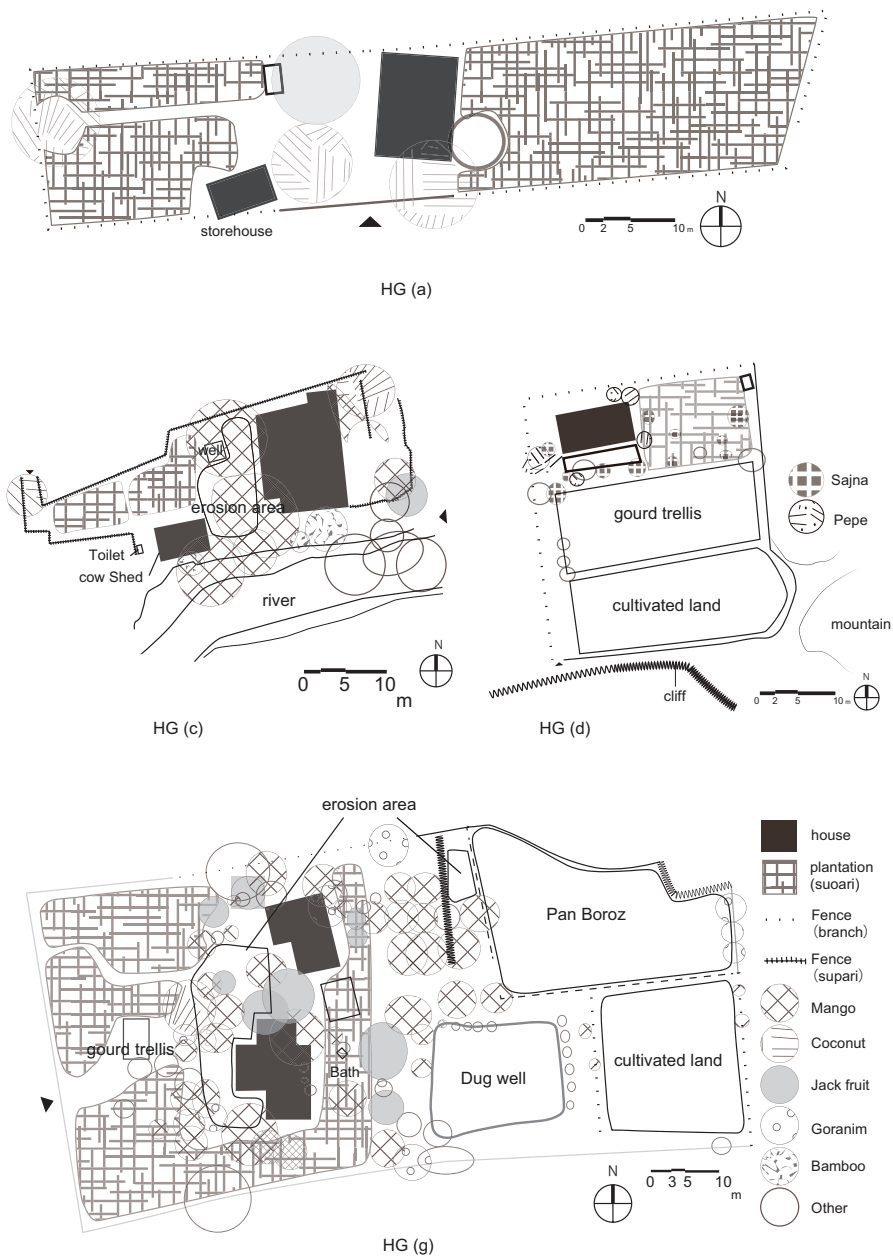 storehouse
0 2 5 10 m
N
HG (a)
well
erosion area
Toilet
cow Shed
river
0 5 10
m
N
HG (c)
gourd trellis
cultivated land
Sajna
Pepe
mountain
cliff
0 2 5 10 m
N
HG (d)
erosion area
Pan Boroz
gourd trellis
Bath
Dug well
cultivated land
N
0 3 5 10
m
HG (g)
house
plantation
(suoari)
Fence
(branch)
Fence
(supari)
Mango
Coconut
Jack fruit
Goranim
Bamboo
Other